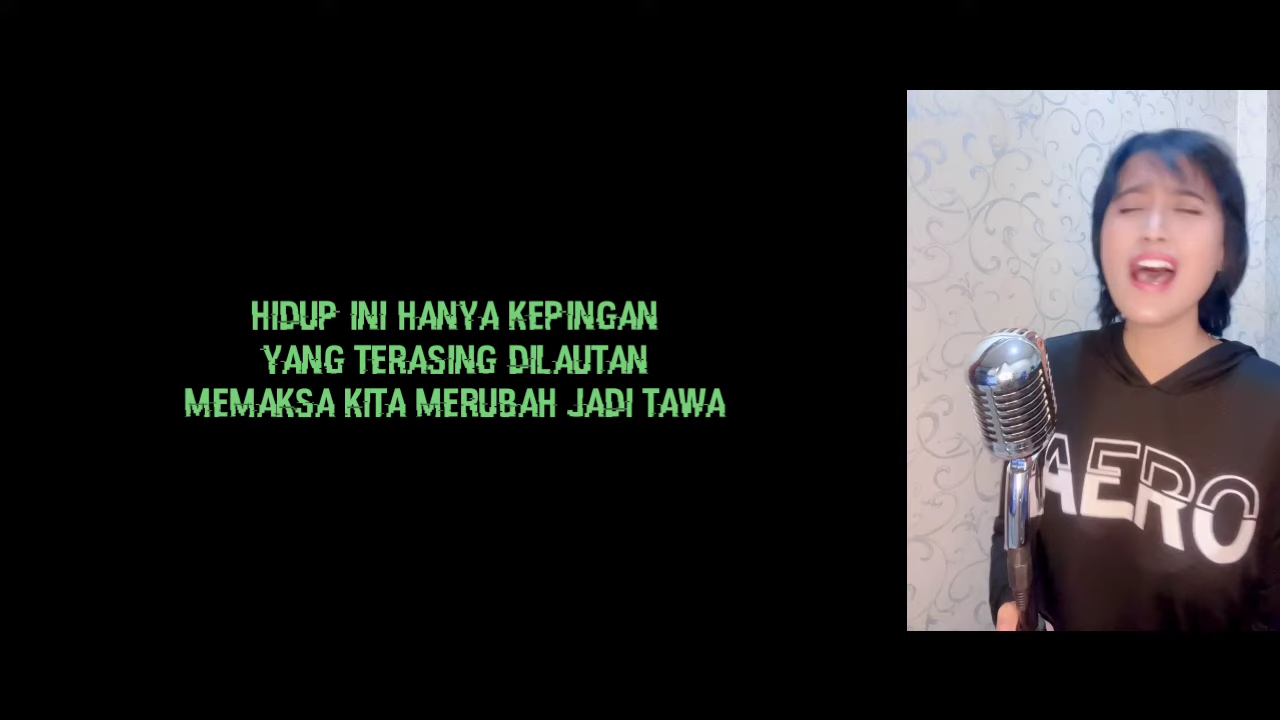 HIDUP INI HANYA KEPINGAN
YANG TERASING DILAUTAN
MEMAKSA KITA MERUBAH JADI TAWA
AERO